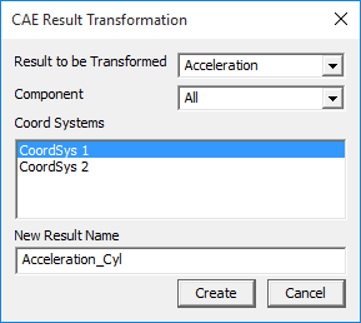 CAE Result Transformation
Result to be Transformed Acceleration
Component All
Coord Systems
CoordSys 1
CoordSys 2
New Result Name
Acceleration_Cyl
Create Cancel